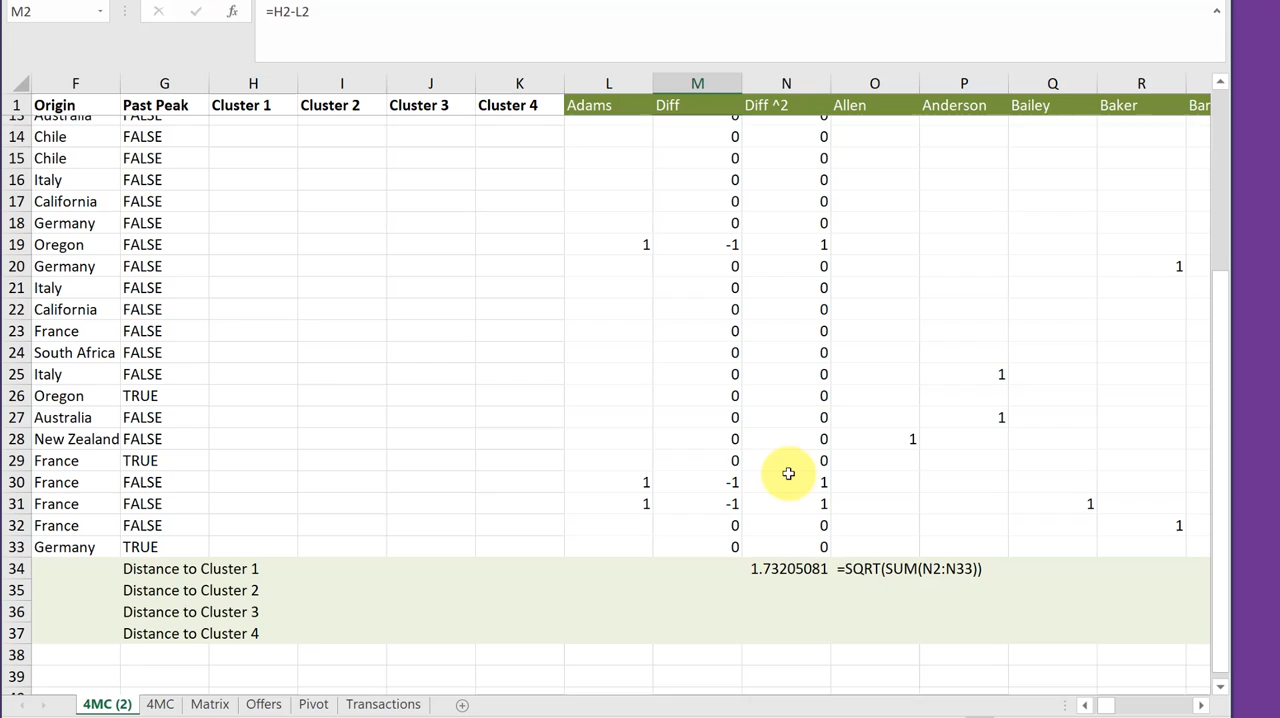 M2 fx =H2-L2
F G H I J K L M N O P Q R
1 Origin Past Peak Cluster 1 Cluster 2 Cluster 3 Cluster 4 Adams Diff Diff ^2 Allen Anderson Bailey Baker Bar
13 Australia FALSE 0 0
14 Chile FALSE 0 0
15 Chile FALSE 0 0
16 Italy FALSE 0 0
17 California FALSE 0 0
18 Germany FALSE 0 0
19 Oregon FALSE 1 -1 1
20 Germany FALSE 0 0 1
21 Italy FALSE 0 0
22 California FALSE 0 0
23 France FALSE 0 0
24 South Africa FALSE 0 0
25 Italy FALSE 0 0 1
26 Oregon TRUE 0 0
27 Australia FALSE 0 0 1
28 New Zealand FALSE 0 0 1
29 France TRUE 0 0
30 France FALSE 1 -1 1
31 France FALSE 1 -1 1 1
32 France FALSE 0 0 1
33 Germany TRUE 0 0
34 Distance to Cluster 1 1.73205081 =SQRT(SUM(N2:N33))
35 Distance to Cluster 2
36 Distance to Cluster 3
37 Distance to Cluster 4
38
39
4MC (2) 4MC Matrix Offers Pivot Transactions